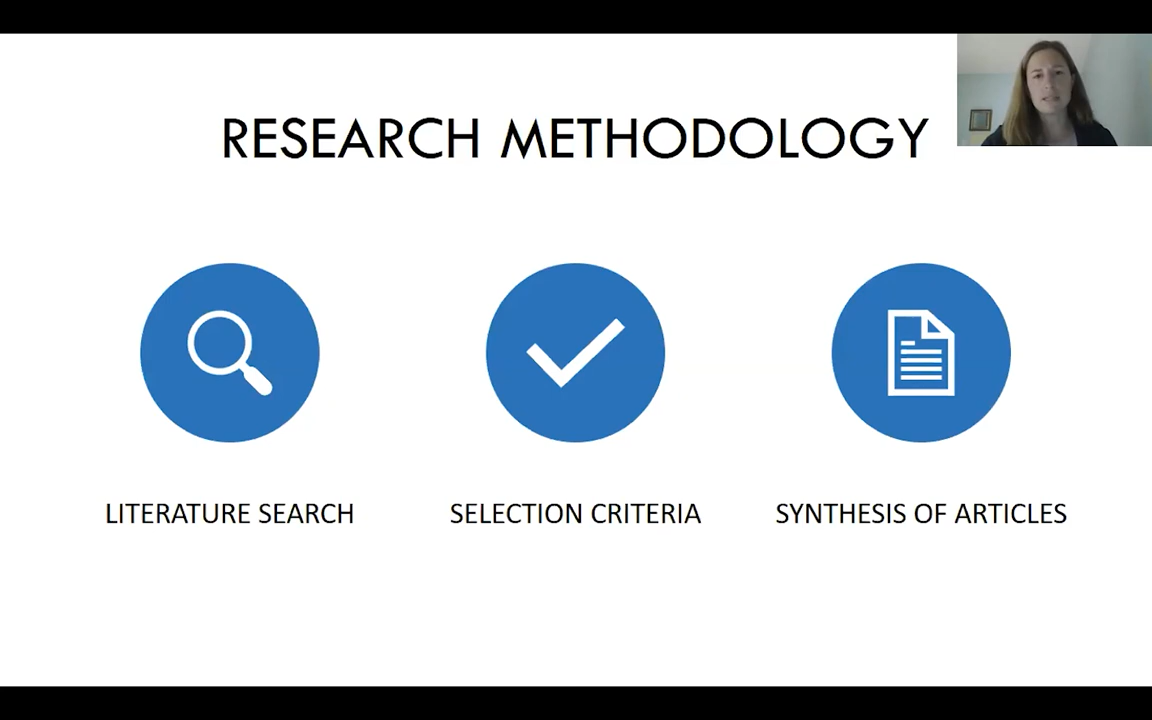 RESEARCH METHODOLOGY
LITERATURE SEARCH
SELECTION CRITERIA
SYNTHESIS OF ARTICLES